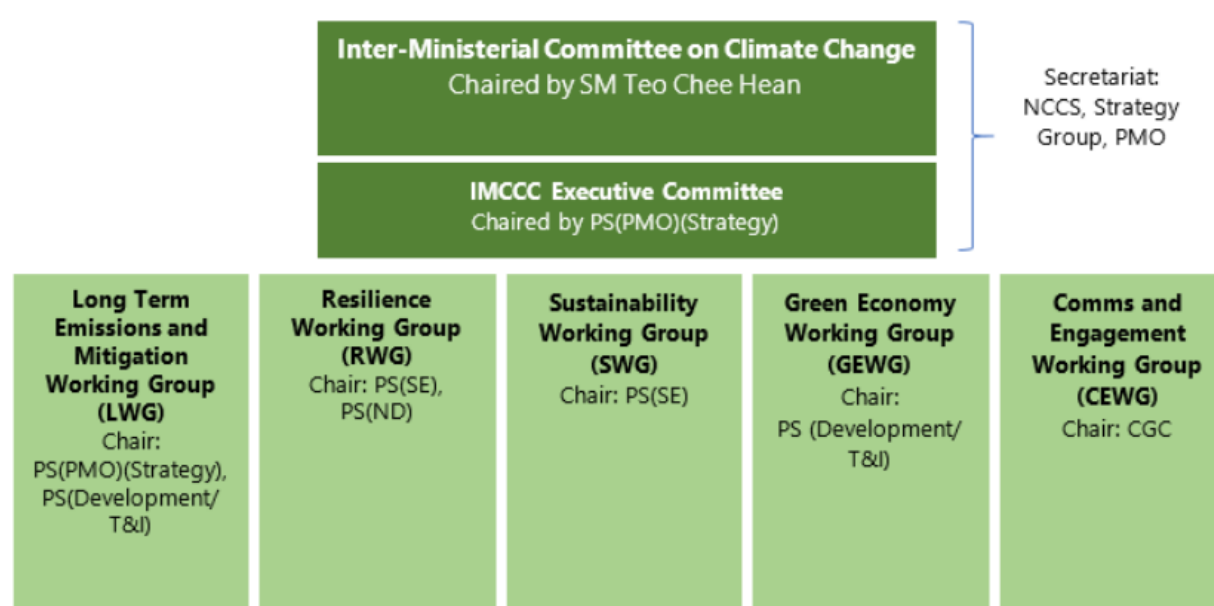 Inter-Ministerial Committee on Climate Change
Chaired by SM Teo Chee Hean
Secretariat:
NCCS, Strategy
Group, PMO
IMCCC Executive Committee
Chaired by PS(PMO)(Strategy)
Long Term
Emissions and
Mitigation
Working Group
(LWG)
Chair:
PS(PMO)(Strategy),
PS(Development/
T&I)
Resilience
Working Group
(RWG)
Chair: PS(SE),
PS(ND)
Sustainability
Working Group
(SWG)
Chair: PS(SE)
Green Economy
Working Group
(GEWG)
Chair:
PS (Development/
T&I)
Comms and
Engagement
Working Group
(CEWG)
Chair: CGC